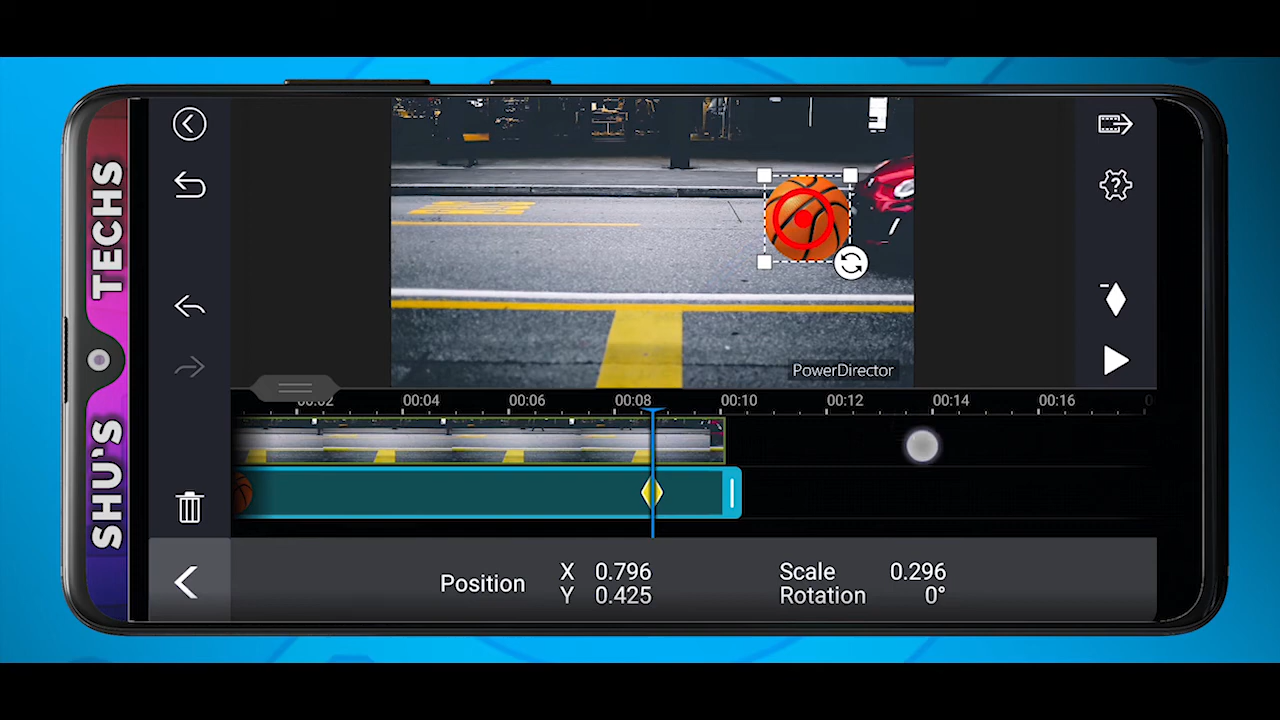 SHU'S TECHS
PowerDirector
00:02 00:04 00:06 00:08 00:10 00:12 00:14 00:16
Position X 0.796 Scale 0.296
Y 0.425 Rotation 0°